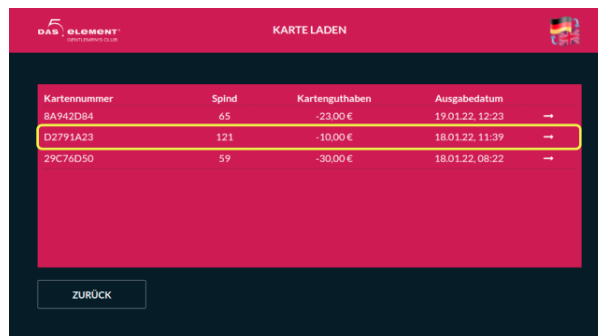 DAS 5 ELEMENT
GENTLEMEN'S CLUB
KARTE LADEN
Kartennummer Spind Kartenguthaben Ausgabedatum
8A942D84 65 -23,00 € 19.01.22, 12:23 →
D2791A23 121 -10,00 € 18.01.22, 11:39 →
29C76D50 59 -30,00 € 18.01.22, 08:22 →
ZURÜCK